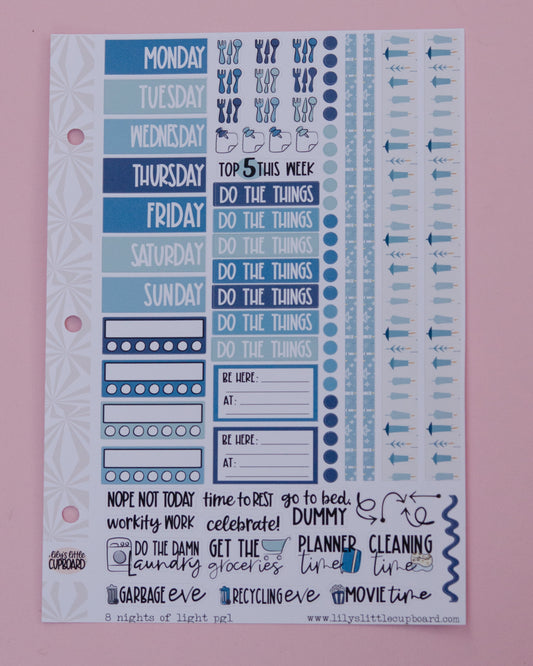 MONDAY
TUESDAY
WEDNESDAY
THURSDAY
FRIDAY
SATURDAY
SUNDAY
TOP 5 THIS WEEK
DO THE THINGS
DO THE THINGS
DO THE THINGS
DO THE THINGS
DO THE THINGS
DO THE THINGS
DO THE THINGS
BE HERE:
AT:
BE HERE:
AT:
NOPE NOT TODAY
time to REST
go to bed,
DUMMY
workity WORK
celebrate!
DO THE DAMN
Laundry
GET THE
groceries
PLANNER
time
CLEANING
time
GARBAGE eve
RECYCLING eve
MOVIE time
lily's little
CUPBOARD
8 nights of light pg1
www.lilyslittlecupboard.com